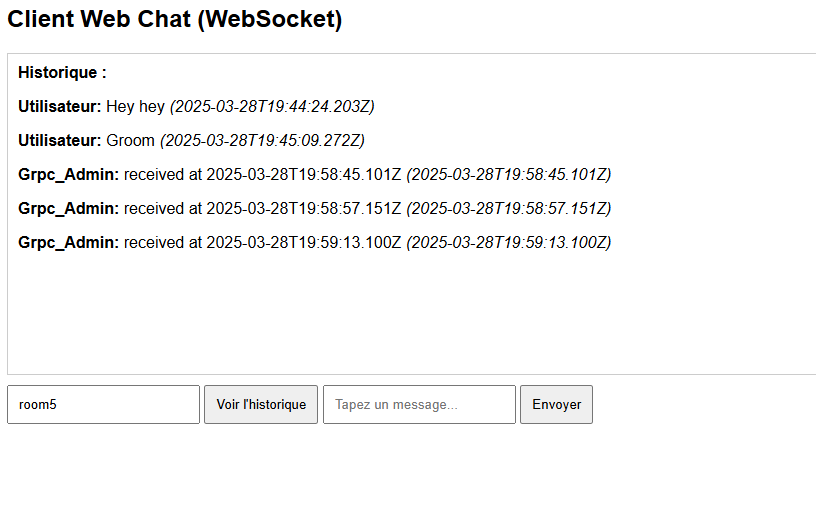 Client Web Chat (WebSocket)
Historique :
Utilisateur: Hey hey (2025-03-28T19:44:24.203Z)
Utilisateur: Groom (2025-03-28T19:45:09.272Z)
Grpc_Admin: received at 2025-03-28T19:58:45.101Z (2025-03-28T19:58:45.101Z)
Grpc_Admin: received at 2025-03-28T19:58:57.151Z (2025-03-28T19:58:57.151Z)
Grpc_Admin: received at 2025-03-28T19:59:13.100Z (2025-03-28T19:59:13.100Z)
room5 Voir l'historique Tapez un message... Envoyer